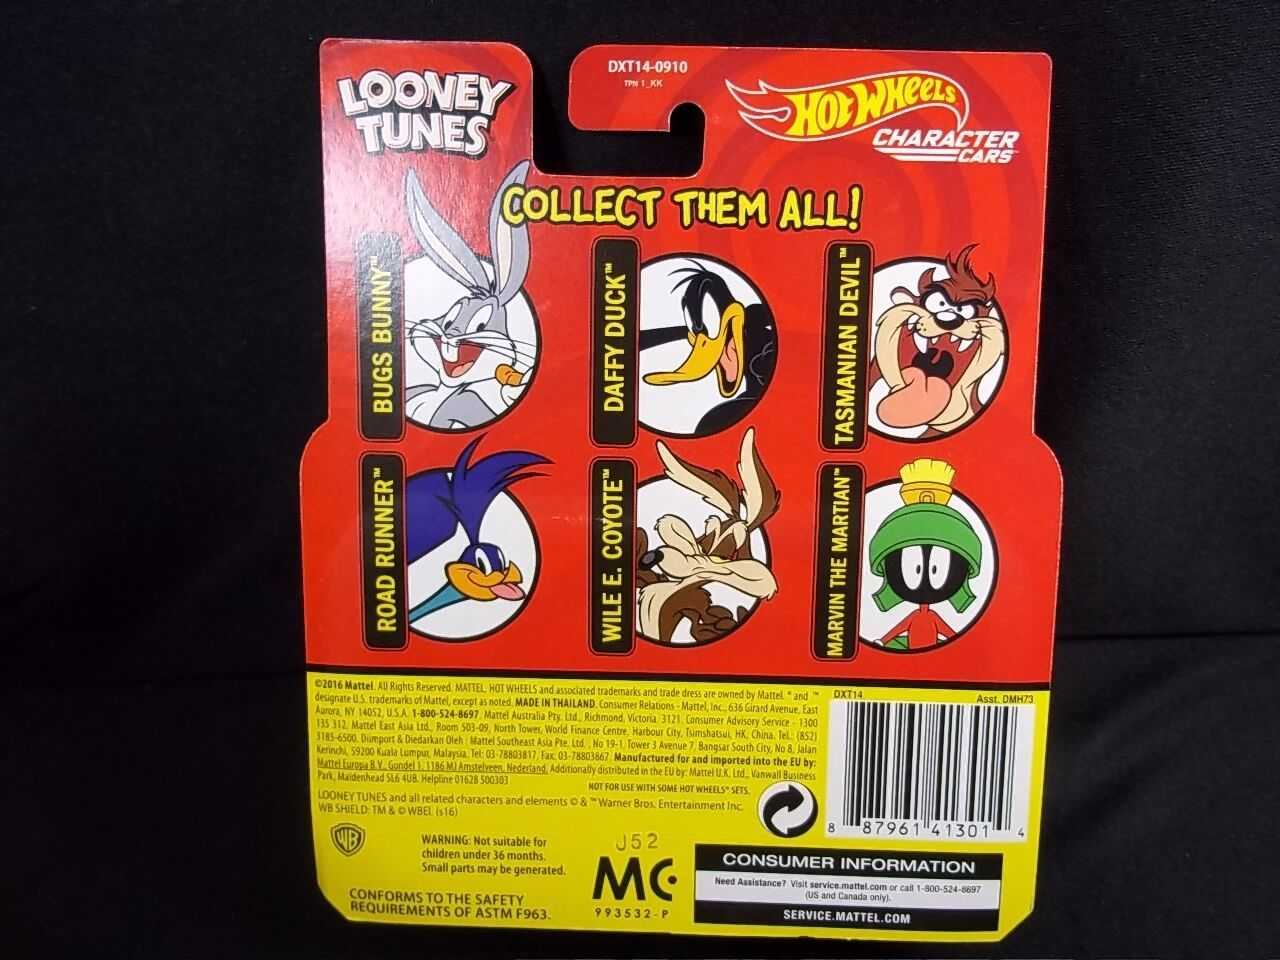 LOONEY
TUNES
DXT14-0910
TPN 1_KK
HOT WHEELS
CHARACTER
CARS™
COLLECT THEM ALL!
BUGS BUNNY™
DAFFY DUCK™
TASMANIAN DEVIL™
ROAD RUNNER™
WILE E. COYOTE™
MARVIN THE MARTIAN™
©2016 Mattel. All Rights Reserved. MATTEL, HOT WHEELS and associated trademarks and trade dress are owned by Mattel. ® and ™
designate U.S. trademarks of Mattel, except as noted. MADE IN THAILAND. Consumer Relations - Mattel, Inc., 636 Girard Avenue, East
Aurora, NY 14052, U.S.A. 1-800-524-8697. Mattel Australia Pty. Ltd., Richmond, Victoria. 3121. Consumer Advisory Service - 1300
135 312. Mattel East Asia Ltd., Room 503-09, North Tower, World Finance Centre, Harbour City, Tsimshatsui, HK, China. Tel.: (852)
3185-6500. Diimport & Diedarkan Oleh : Mattel Southeast Asia Pte. Ltd., No 19-1, Tower 3 Avenue 7, Bangsar South City, No 8, Jalan
Kerinchi, 59200 Kuala Lumpur, Malaysia. Tel: 03-78803817, Fax: 03-78803867. Manufactured for and imported into the EU by:
Mattel Europa B.V., Gondel 1, 1186 MJ Amstelveen, Nederland. Additionally distributed in the EU by: Mattel U.K. Ltd., Vanwall Business
Park, Maidenhead SL6 4UB. Helpline 01628 500303
NOT FOR USE WITH SOME HOT WHEELS® SETS.
LOONEY TUNES and all related characters and elements © & ™ Warner Bros. Entertainment Inc.
WB SHIELD: TM & © WBEI. (s16)
WB
WARNING: Not suitable for
children under 36 months.
Small parts may be generated.
CONFORMS TO THE SAFETY
REQUIREMENTS OF ASTM F963.
J52
MC
993532-P
DXT14
Asst. DMH73
8 87961 41301 4
CONSUMER INFORMATION
Need Assistance? Visit service.mattel.com or call 1-800-524-8697
(US and Canada only).
SERVICE.MATTEL.COM